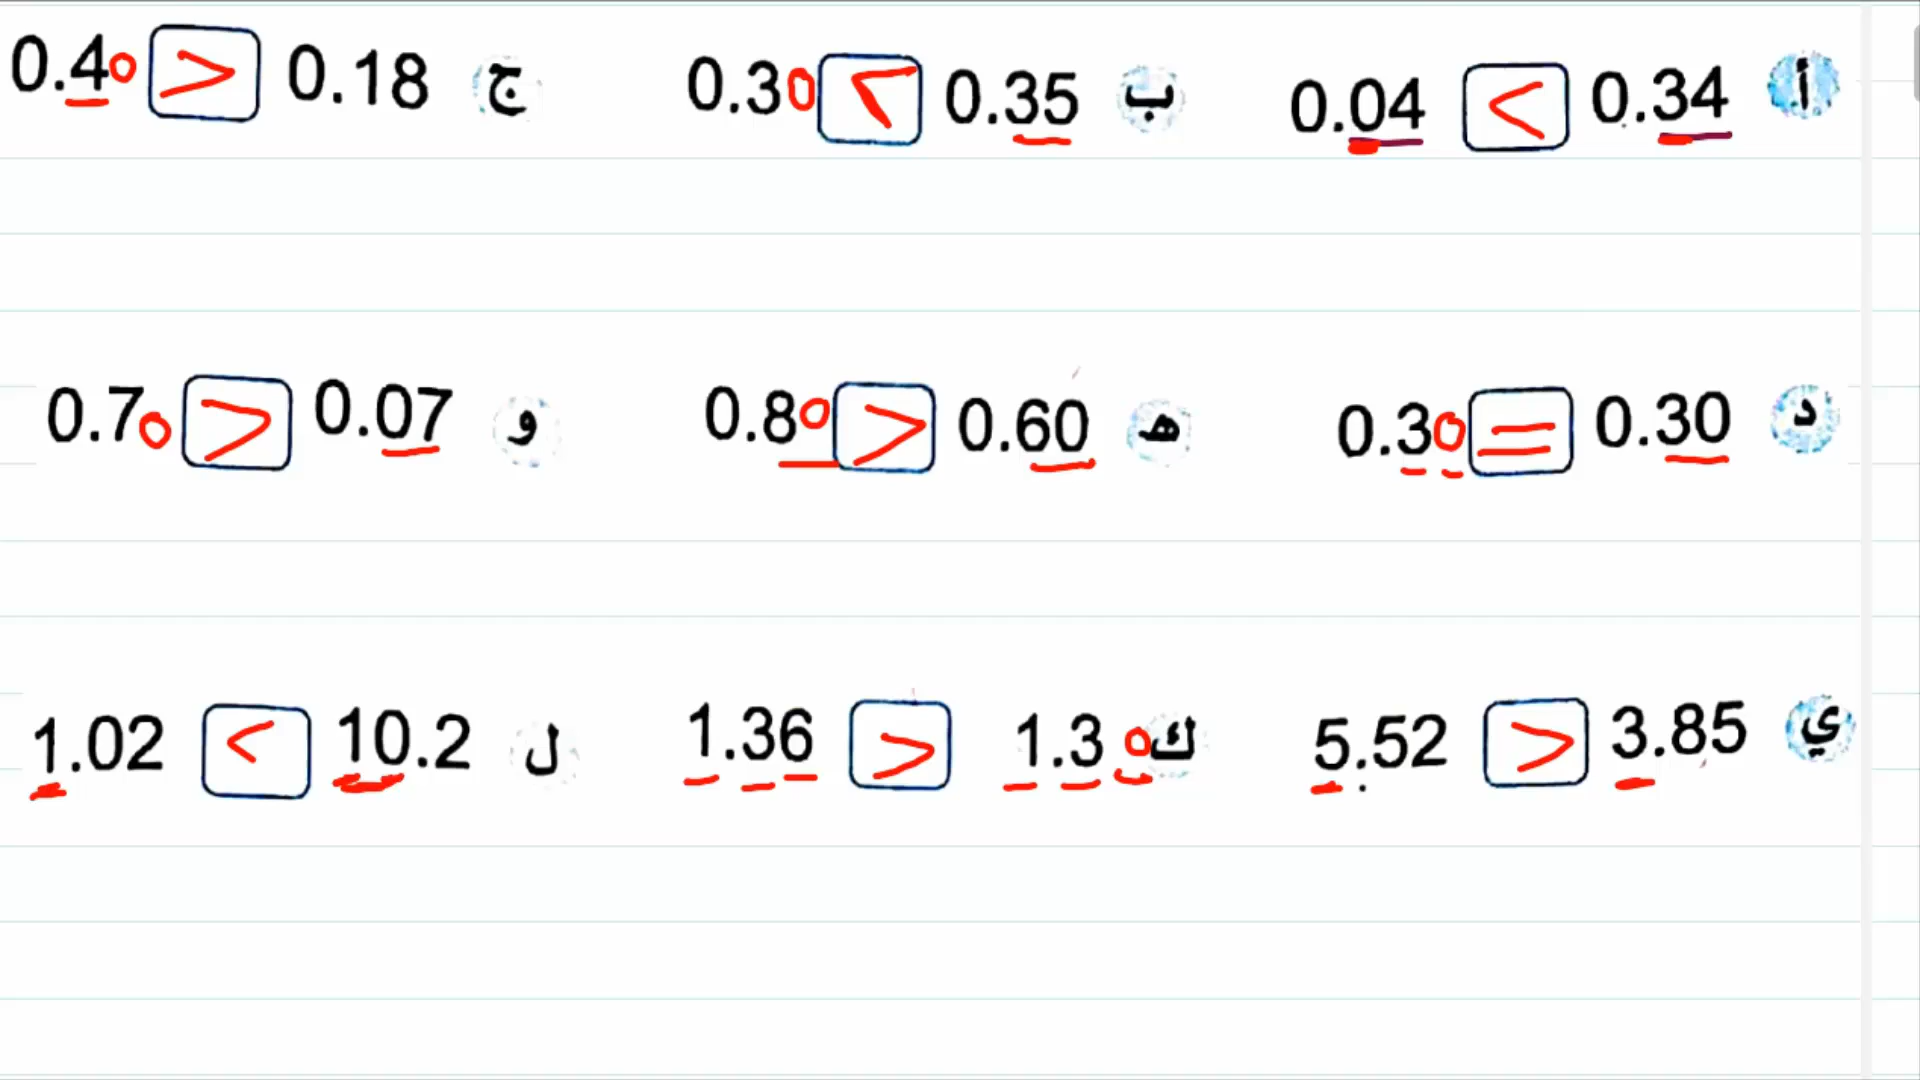 أ 0.04 < 0.34 ب 0.30 < 0.35 ج 0.40 > 0.18
د 0.30 = 0.30 هـ 0.80 > 0.60 و 0.70 > 0.07
ي 5.52 > 3.85 ك 1.36 > 1.30 ل 1.02 < 10.2